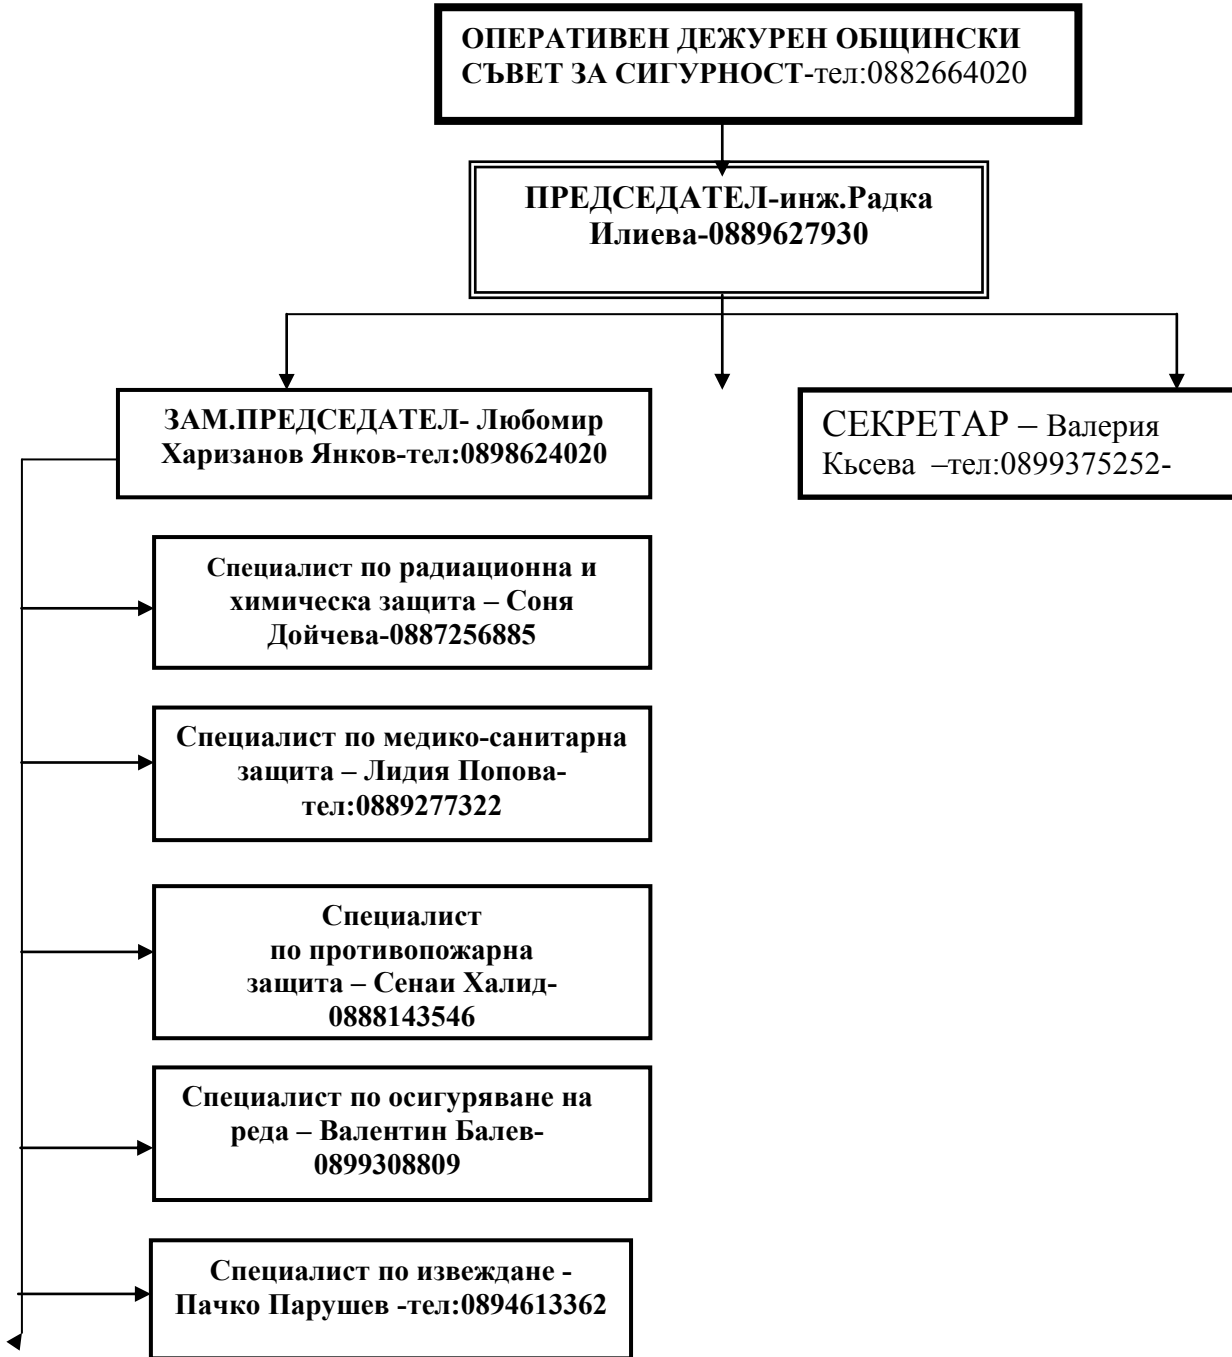 ОПЕРАТИВЕН ДЕЖУРЕН ОБЩИНСКИ
СЪВЕТ ЗА СИГУРНОСТ-тел:0882664020
ПРЕДСЕДАТЕЛ-инж.Радка
Илиева-0889627930
ЗАМ.ПРЕДСЕДАТЕЛ- Любомир
Харизанов Янков-тел:0898624020
СЕКРЕТАР – Валерия
Кьсева –тел:0899375252-
Специалист по радиационна и
химическа защита – Соня
Дойчева-0887256885
Специалист по медико-санитарна
защита – Лидия Попова-
тел:0889277322
Специалист
по противопожарна
защита – Сенаи Халид-
0888143546
Специалист по осигуряване на
реда – Валентин Балев-
0899308809
Специалист по извеждане -
Пачко Парушев -тел:0894613362